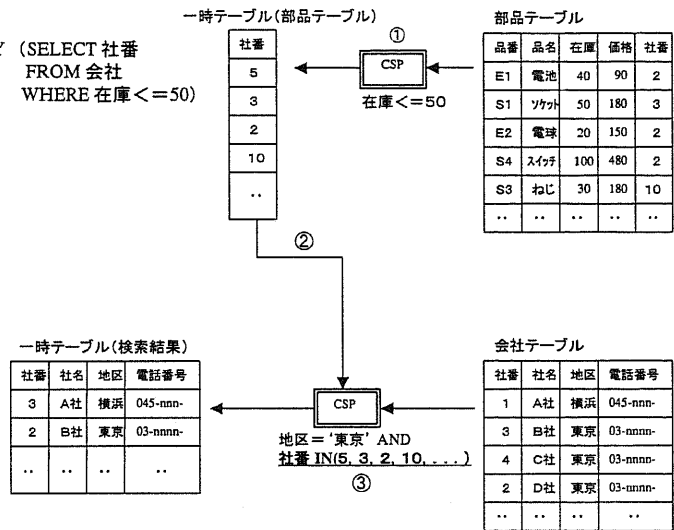 一時テーブル(部品テーブル)
部品テーブル
(SELECT 社番
FROM 会社
WHERE 在庫<=50)
社番
5
3
2
10
..
①
CSP
在庫<=50
品番 品名 在庫 価格 社番
E1 電池 40 90 2
S1 ソケット 50 180 3
E2 電球 20 150 2
S4 スイッチ 100 480 2
S3 ねじ 30 180 10
.. .. .. .. ..
②
一時テーブル(検索結果)
社番 社名 地区 電話番号
3 A社 横浜 045-nnn-
2 B社 東京 03-nnnn-
.. .. .. ..
CSP
地区='東京' AND
社番 IN(5, 3, 2, 10, . . . .)
③
会社テーブル
社番 社名 地区 電話番号
1 A社 横浜 045-nnn-
3 B社 東京 03-nnnn-
4 C社 東京 03-nnnn-
2 D社 東京 03-nnnn-
.. .. .. ..